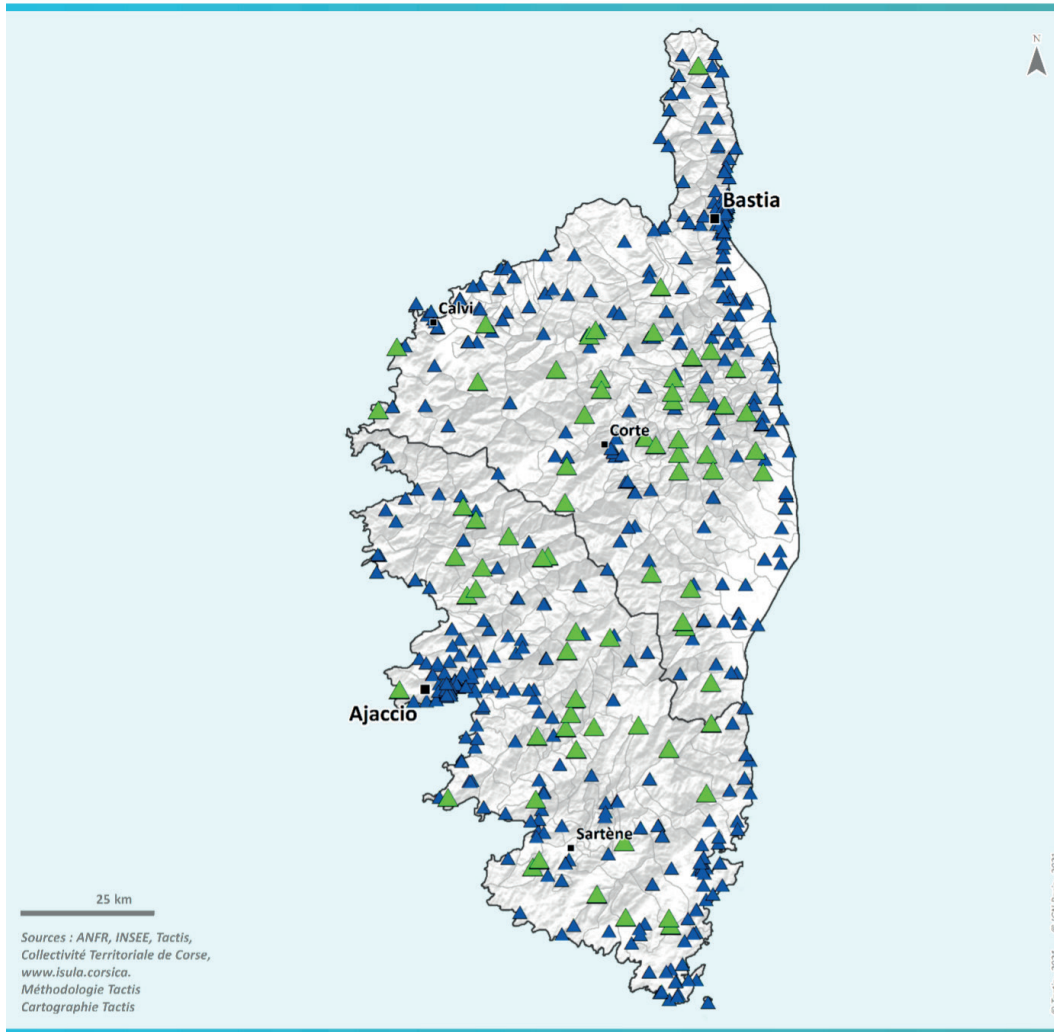 N
Bastia
Calvi
Corte
Ajaccio
Sartène
25 km
Sources : ANFR, INSEE, Tactis,
Collectivité Territoriale de Corse,
www.isula.corsica.
Méthodologie Tactis
Cartographie Tactis